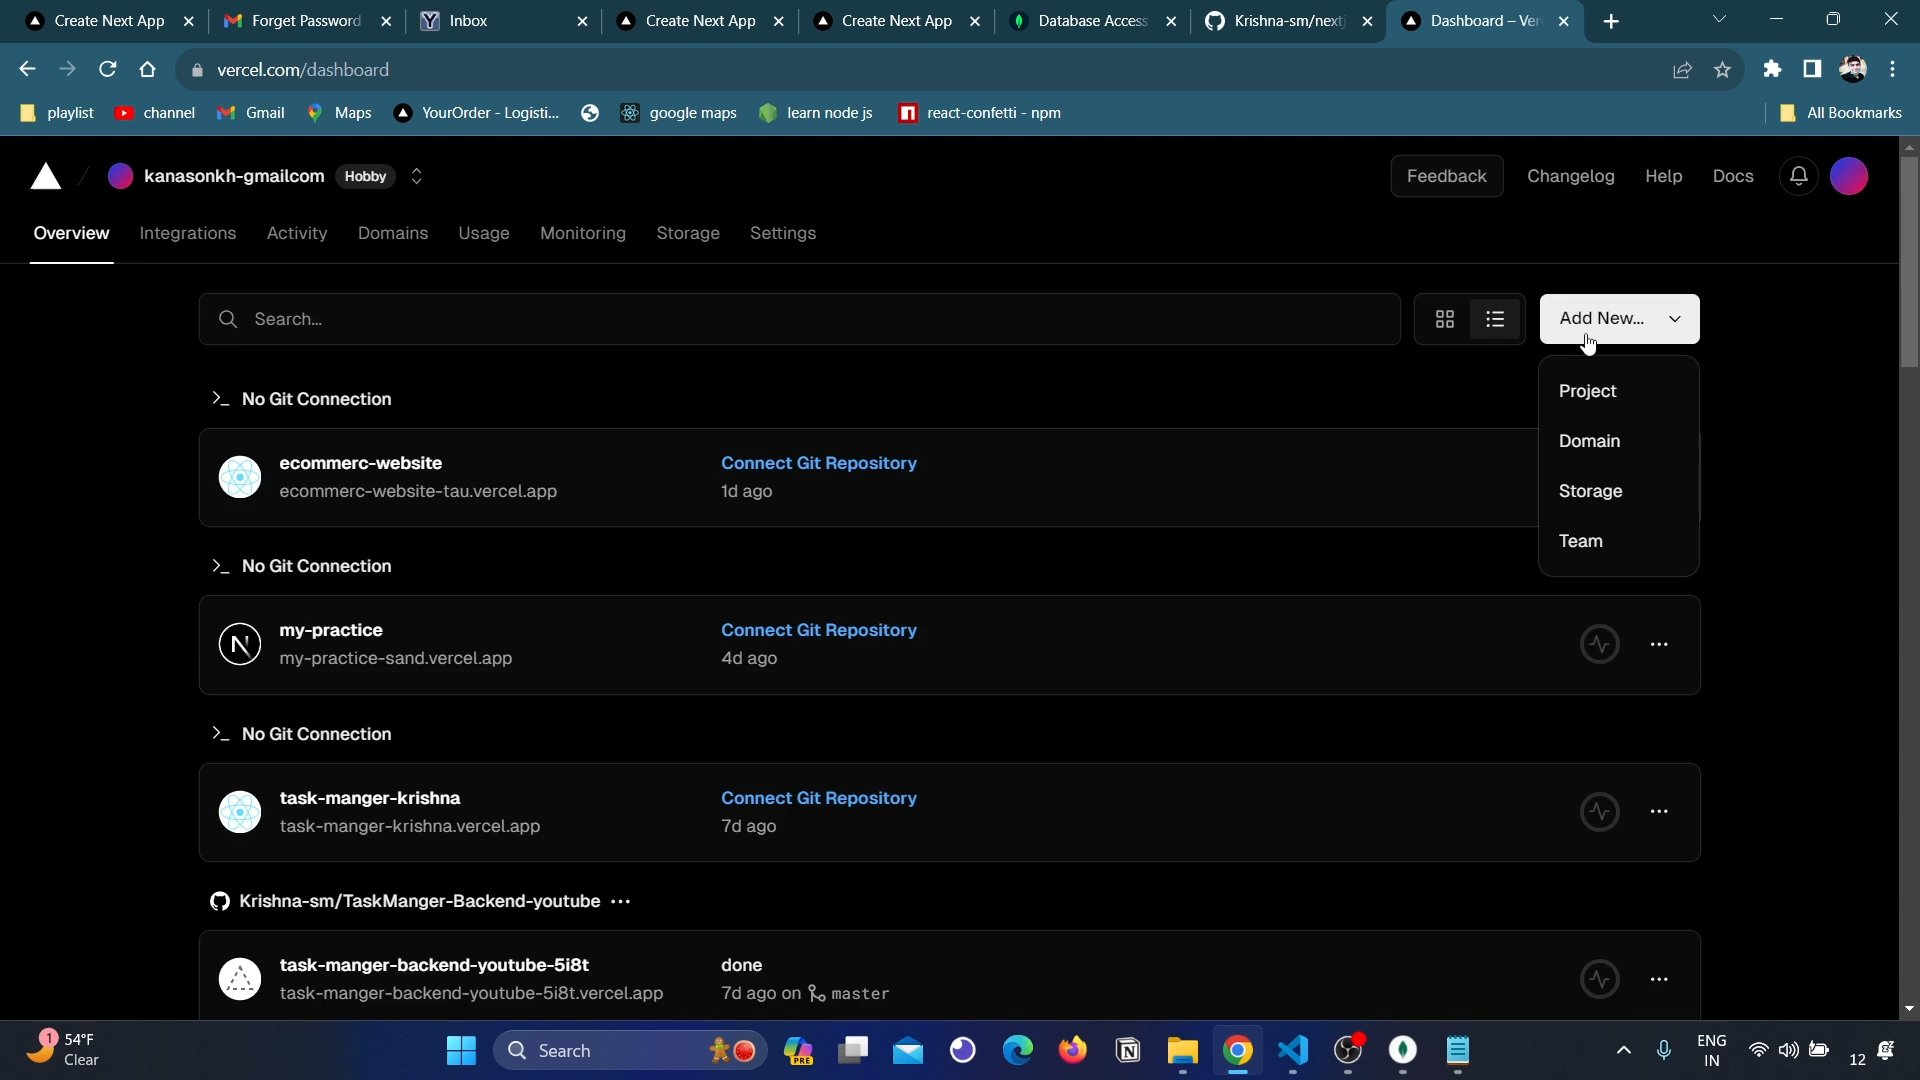 Create Next App
Forget Password
Inbox
Create Next App
Create Next App
Database Access
Krishna-sm/nextj
Dashboard – Ver
vercel.com/dashboard
playlist
channel
Gmail
Maps
YourOrder - Logisti...
google maps
learn node js
react-confetti - npm
All Bookmarks
kanasonkh-gmailcom
Hobby
Feedback
Changelog
Help
Docs
Overview
Integrations
Activity
Domains
Usage
Monitoring
Storage
Settings
Search...
Add New...
Project
Domain
Storage
Team
No Git Connection
ecommerc-website
ecommerc-website-tau.vercel.app
Connect Git Repository
1d ago
No Git Connection
my-practice
my-practice-sand.vercel.app
Connect Git Repository
4d ago
No Git Connection
task-manger-krishna
task-manger-krishna.vercel.app
Connect Git Repository
7d ago
Krishna-sm/TaskManger-Backend-youtube
task-manger-backend-youtube-5i8t
task-manger-backend-youtube-5i8t.vercel.app
done
7d ago on master
1
54°F
Clear
Search
PRE
ENG
IN
12